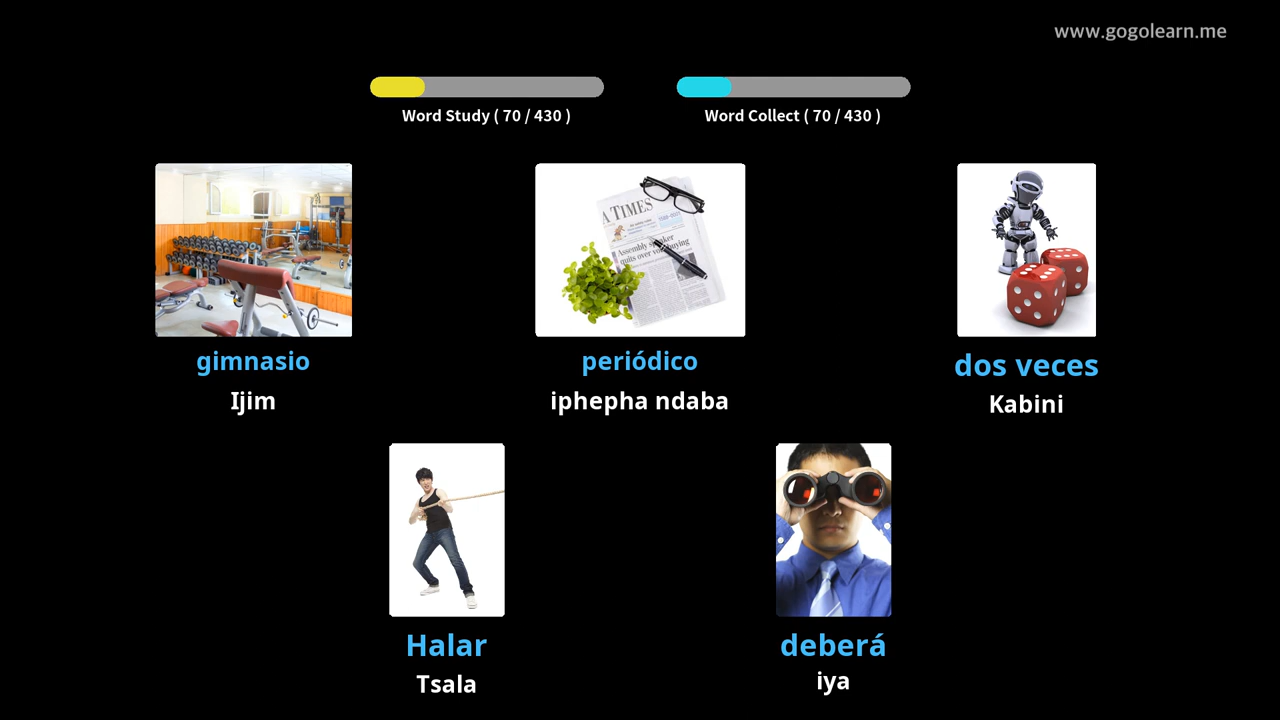 www.gogolearn.me
Word Study ( 70 / 430 )
Word Collect ( 70 / 430 )
A TIMES
gimnasio
Ijim
periódico
iphepha ndaba
dos veces
Kabini
Halar
Tsala
deberá
iya